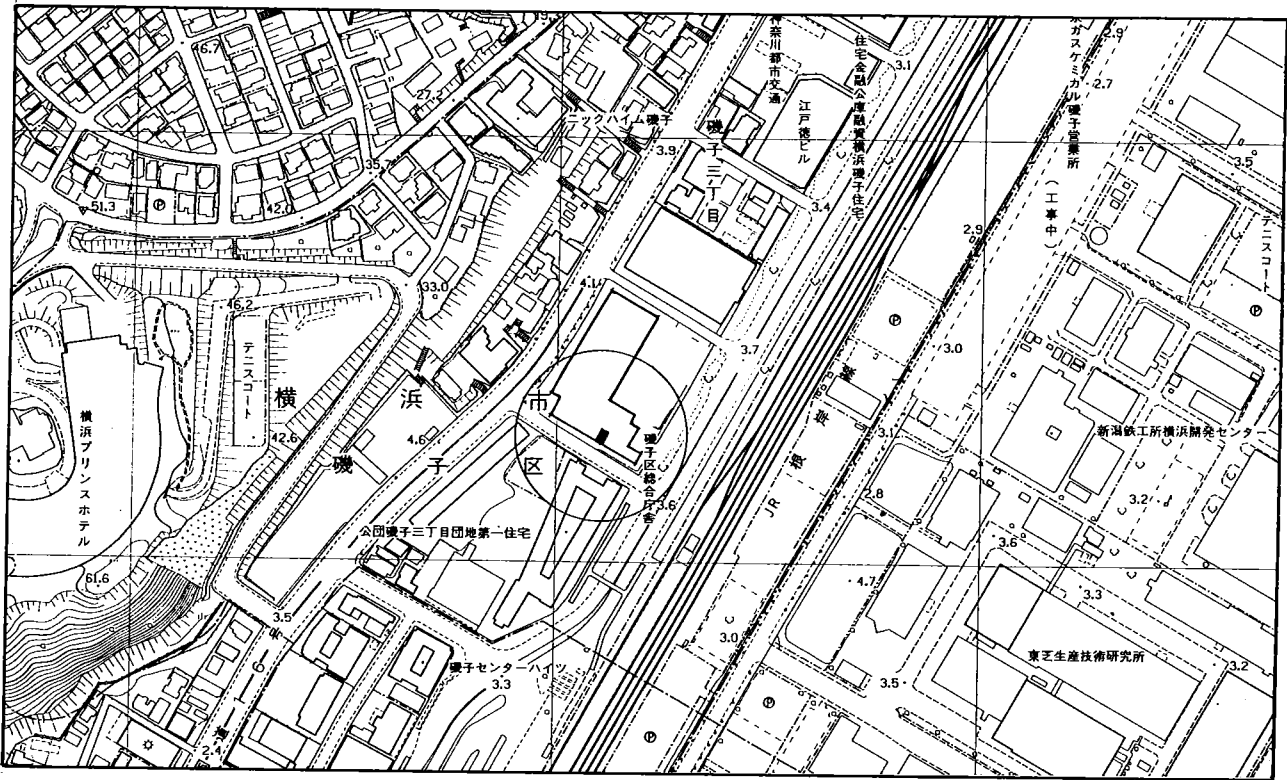 46.7
27.2
神奈川都市交通
住宅金融公庫融資横浜磯子住宅
3.1
2.9
2.7
ガスケミカル磯子営業所
江戸徳ビル
ニックハイム磯子
3.9
磯子三丁目
35.7
3.4
3.5
テニスコート
51.3
P
42.0
(工事中)
2.9
33.0
4.1
46.2
P
P
3.7
3.0
テニスコート
横浜市
磯子区
横浜プリンスホテル
42.6
4.6
磯子区総合庁舎
3.6
JR根岸線
3.1
新潟鉄工所横浜開発センター
2.8
3.2
公団磯子三丁目団地第一住宅
3.6
61.6
4.7
3.3
3.5
3.0
東芝生産技術研究所
3.2
磯子センターハイツ
3.3
3.5
P
P
2.4